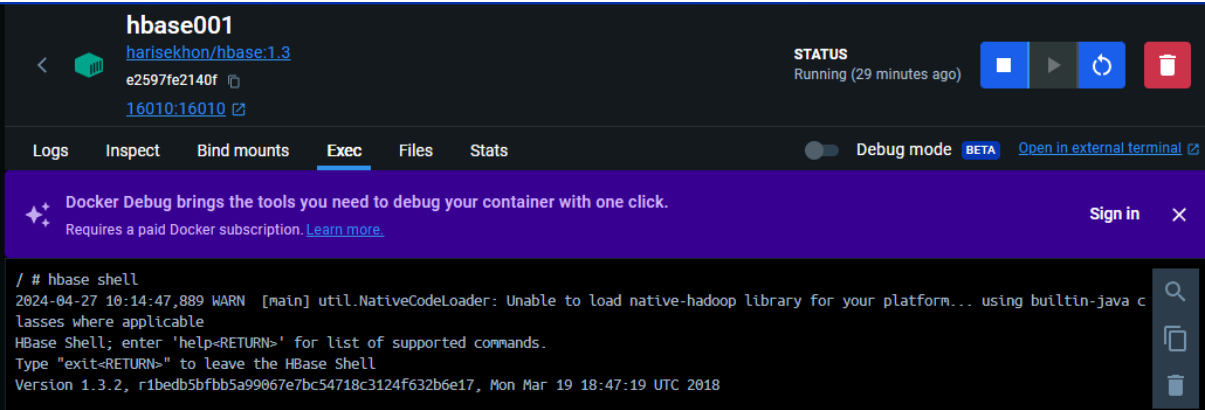 hbase001
harisekhon/hbase:1.3
e2597fe2140f
16010:16010
STATUS
Running (29 minutes ago)
Logs Inspect Bind mounts Exec Files Stats
Debug mode BETA Open in external terminal
Docker Debug brings the tools you need to debug your container with one click.
Requires a paid Docker subscription. Learn more.
Sign in
/ # hbase shell
2024-04-27 10:14:47,889 WARN  [main] util.NativeCodeLoader: Unable to load native-hadoop library for your platform... using builtin-java c
lasses where applicable
HBase Shell; enter 'help<RETURN>' for list of supported commands.
Type "exit<RETURN>" to leave the HBase Shell
Version 1.3.2, r1bedb5bfbb5a99067e7bc54718c3124f632b6e17, Mon Mar 19 18:47:19 UTC 2018